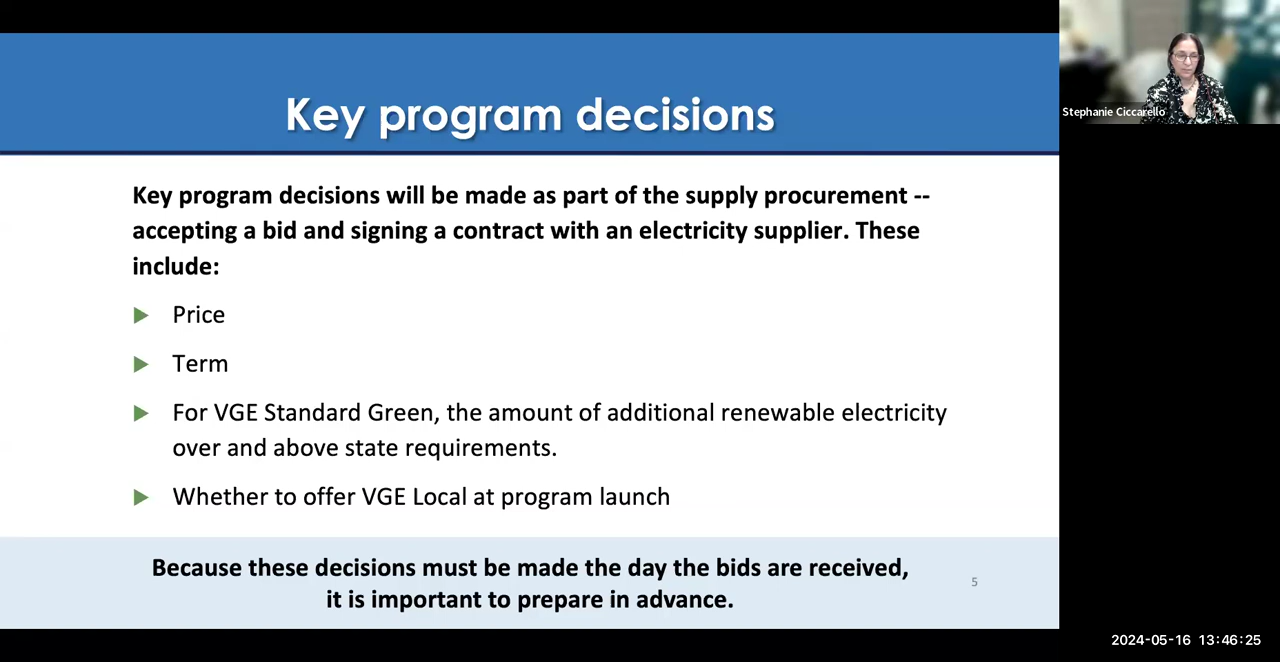 Key program decisions
Stephanie Ciccarello
Key program decisions will be made as part of the supply procurement --
accepting a bid and signing a contract with an electricity supplier. These
include:
Price
Term
For VGE Standard Green, the amount of additional renewable electricity
over and above state requirements.
Whether to offer VGE Local at program launch
Because these decisions must be made the day the bids are received,
it is important to prepare in advance.
5
2024-05-16 13:46:25